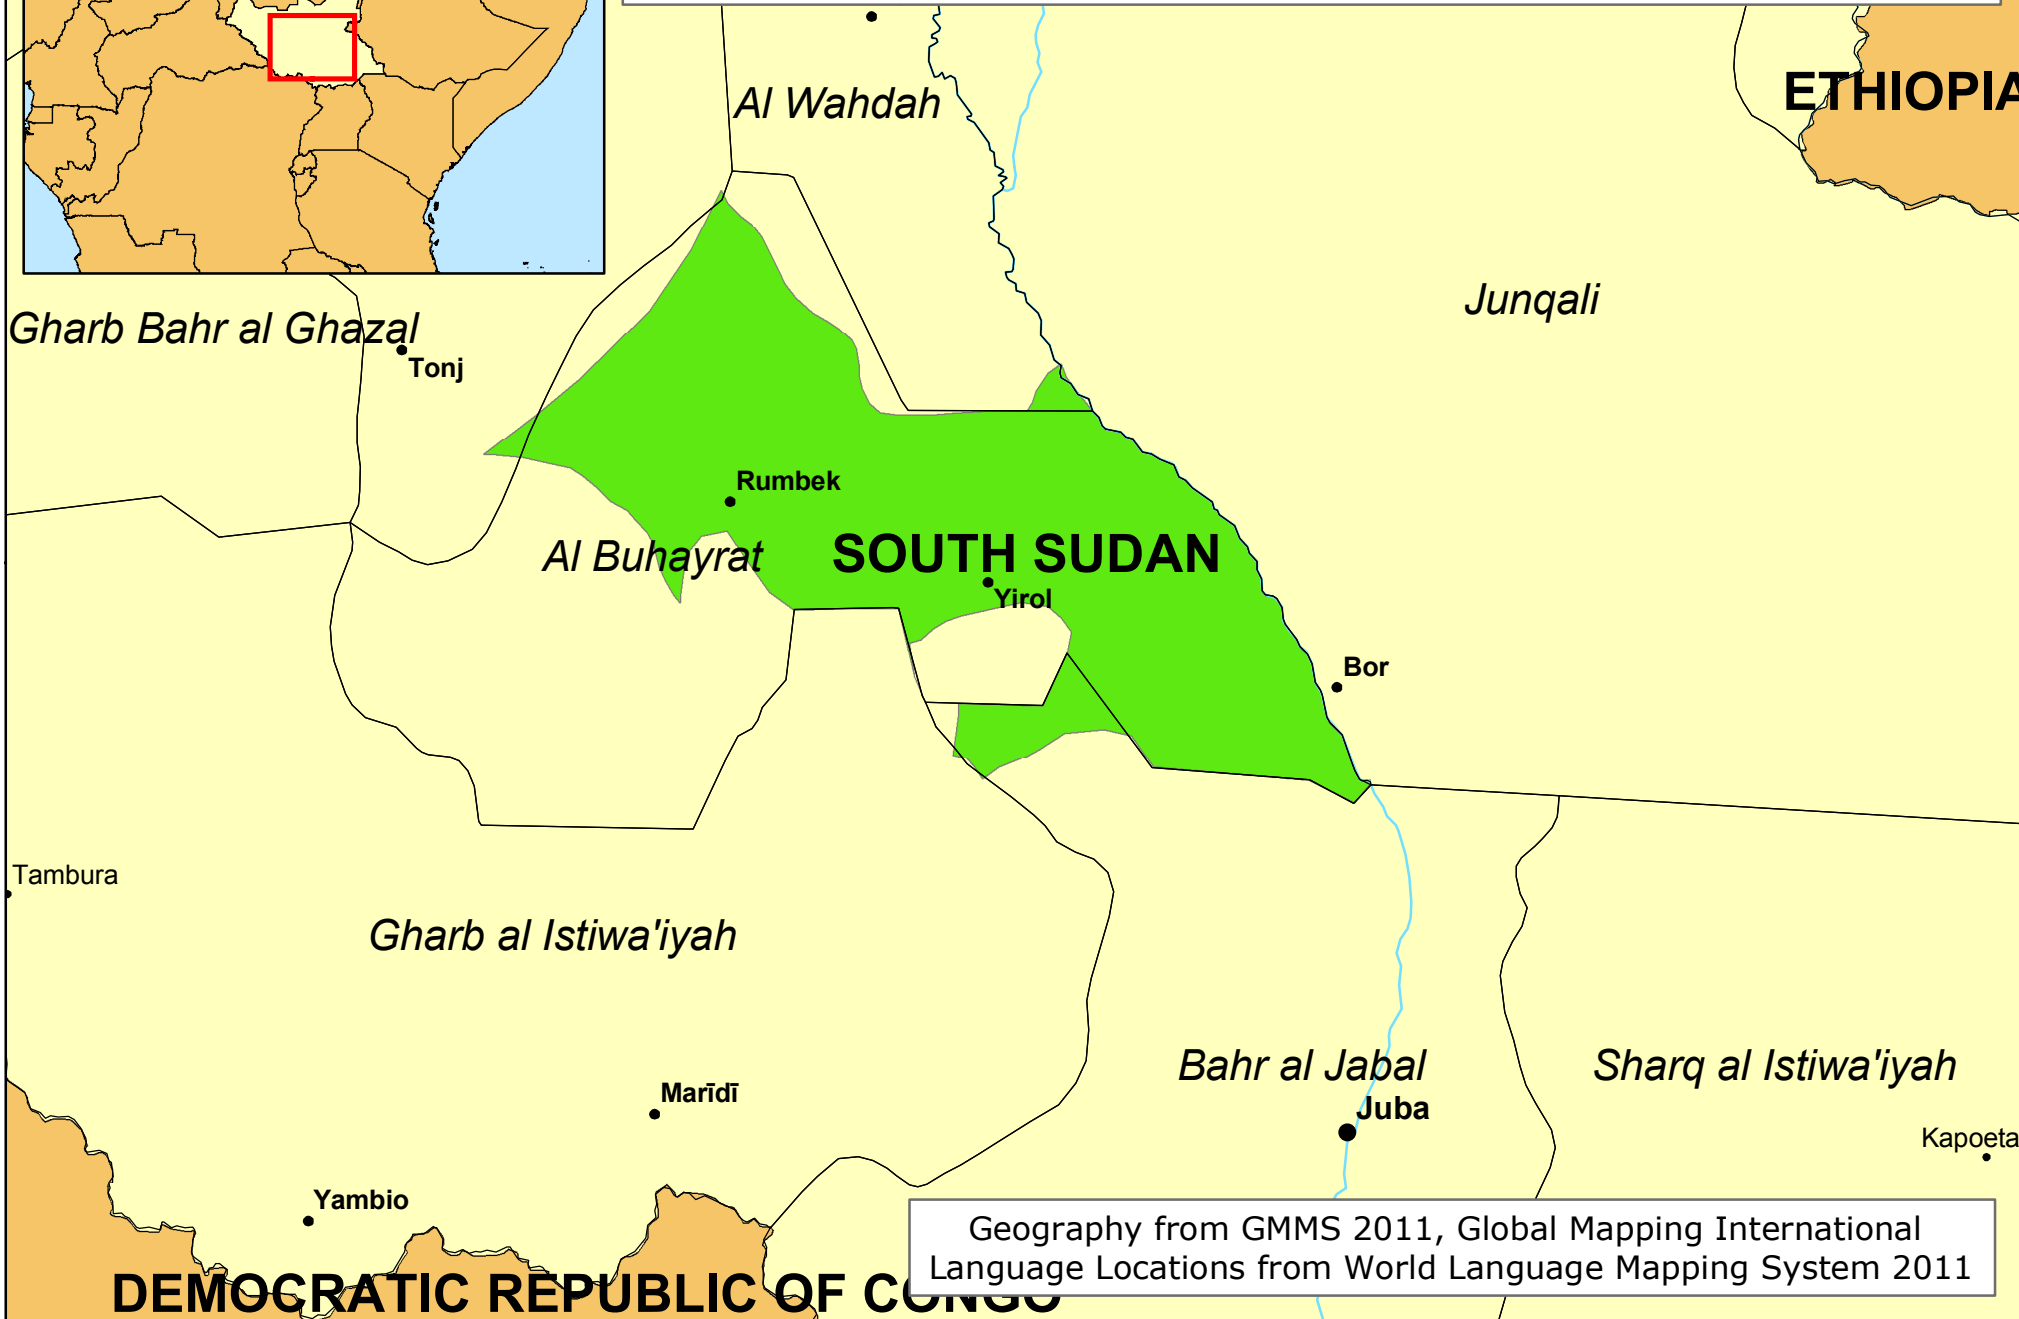 Al Wahdah
ETHIOPIA
Junqali
Gharb Bahr al Ghazal
Tonj
Rumbek
Al Buhayrat
SOUTH SUDAN
Yirol
Bor
Tambura
Gharb al Istiwa'iyah
Bahr al Jabal
Sharq al Istiwa'iyah
Marīdī
Juba
Kapoeta
Yambio
Geography from GMMS 2011, Global Mapping International
Language Locations from World Language Mapping System 2011
DEMOCRATIC REPUBLIC OF CONGO